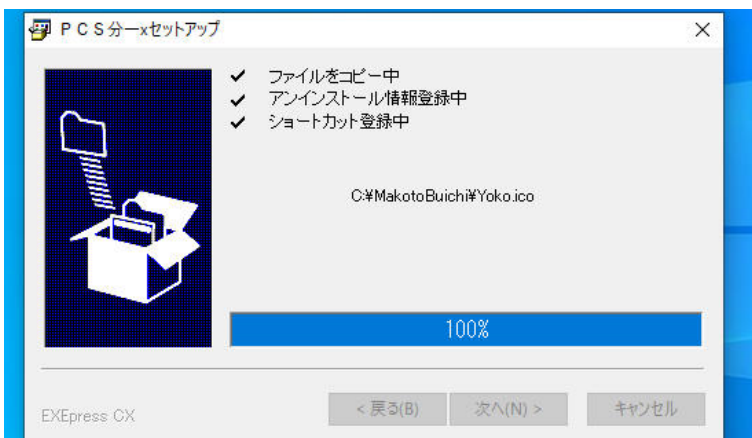 ＰＣＳ分一xセットアップ
ファイルをコピー中
アンインストール情報登録中
ショートカット登録中
C:¥MakotoBuichi¥Yoko.ico
100%
EXEpress CX
< 戻る(B)
次へ(N) >
キャンセル